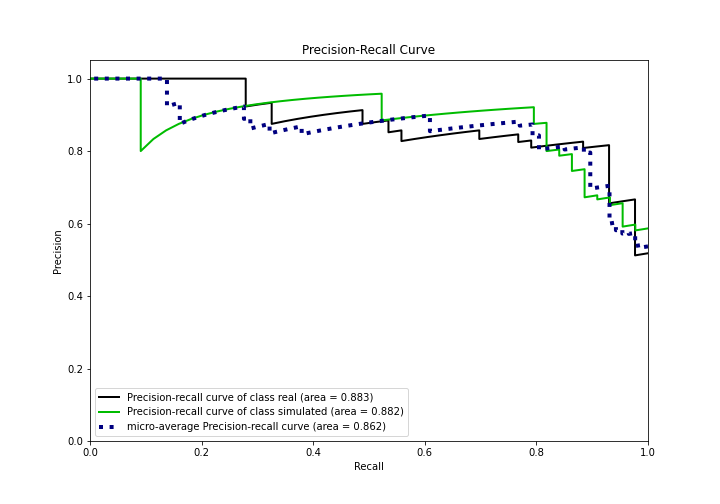 Precision-Recall Curve
1.0
0.8
0.6
0.4
0.2
0.0
Precision
Precision-recall curve of class real (area = 0.883)
Precision-recall curve of class simulated (area = 0.882)
micro-average Precision-recall curve (area = 0.862)
0.0 0.2 0.4 0.6 0.8 1.0
Recall